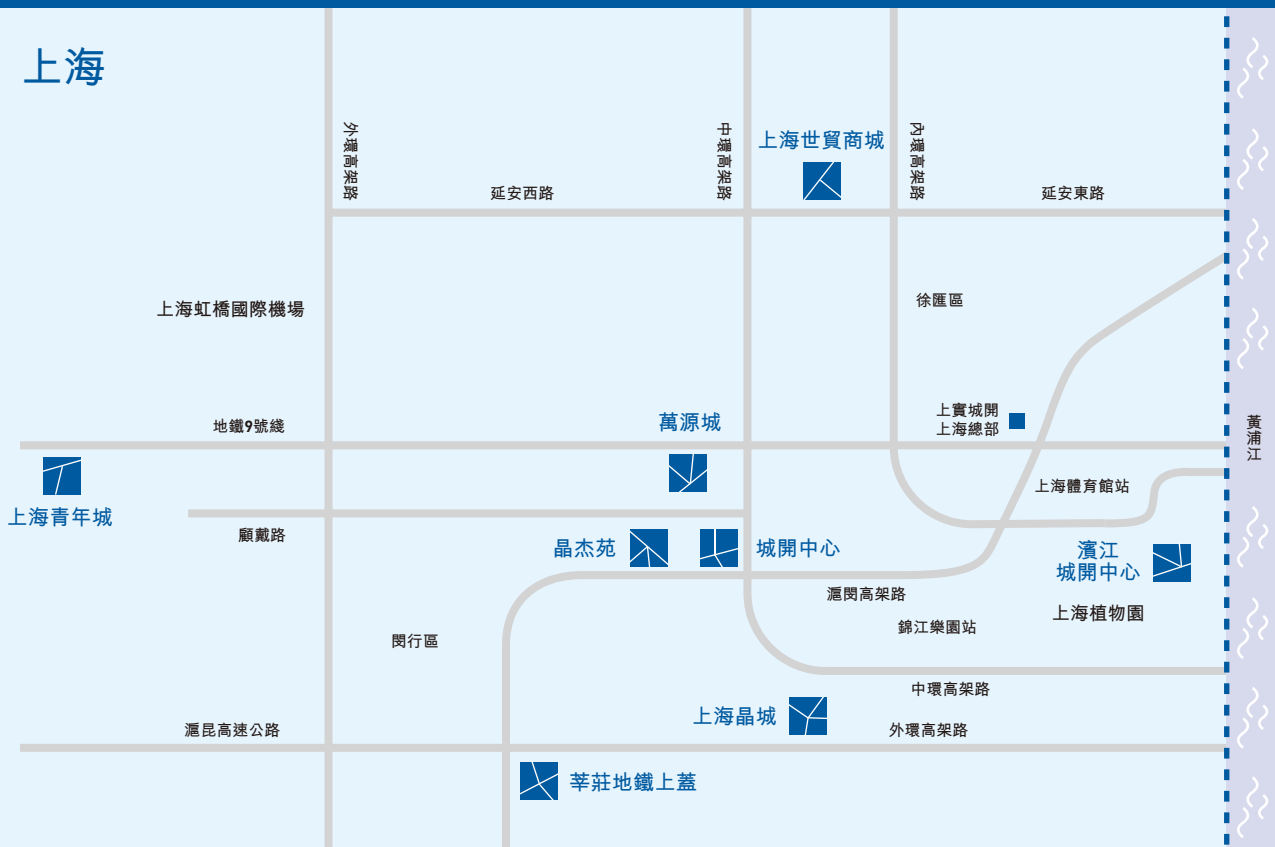 上海
外環高架路
中環高架路
上海世貿商城
內環高架路
延安西路
延安東路
上海虹橋國際機場
徐匯區
上實城開
上海總部
萬源城
地鐵9號綫
黃浦江
上海體育館站
上海青年城
顧戴路
晶杰苑
城開中心
濱江
城開中心
滬閔高架路
上海植物園
錦江樂園站
閔行區
中環高架路
上海晶城
滬昆高速公路
外環高架路
莘莊地鐵上蓋